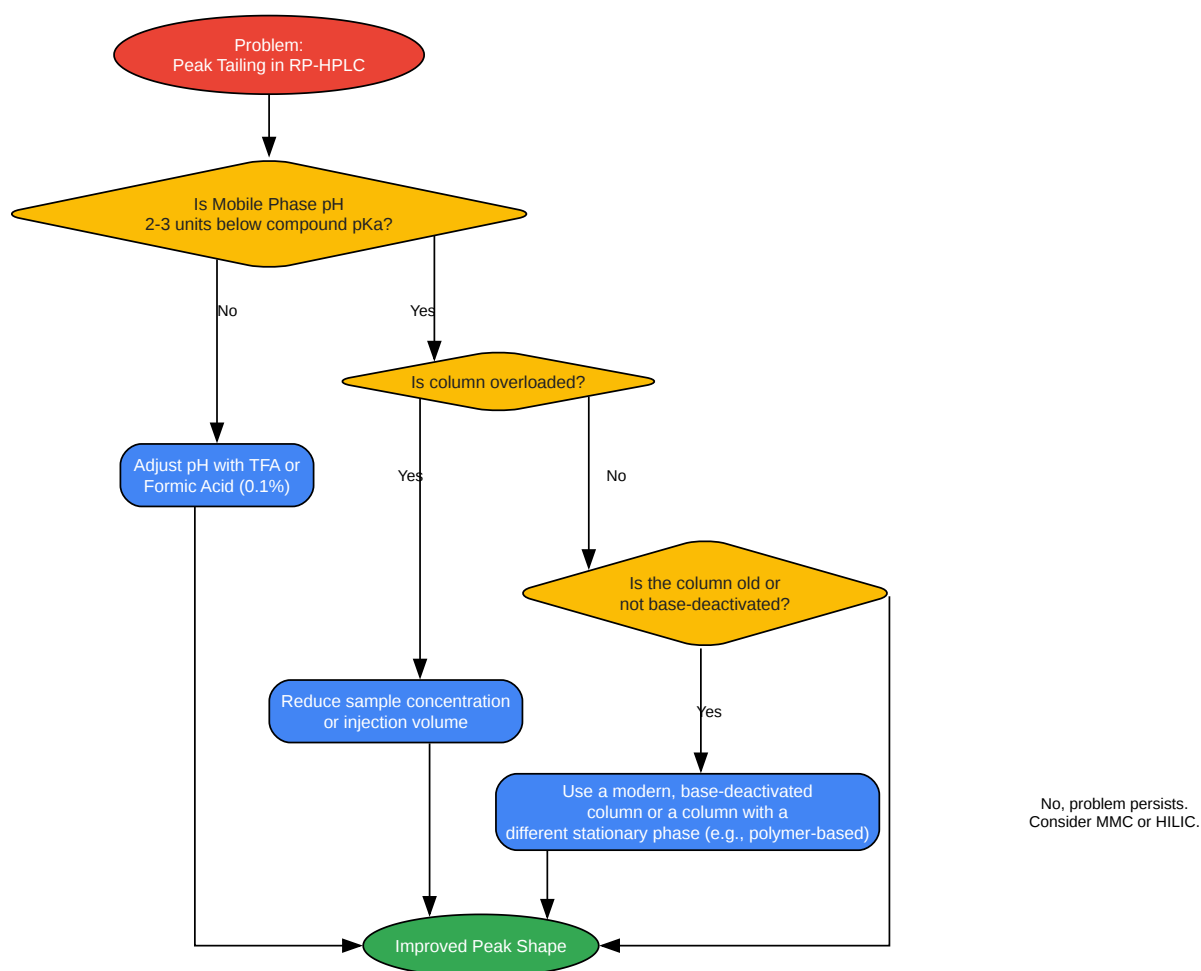 Problem:
Peak Tailing in RP-HPLC
Is Mobile Phase pH
2-3 units below compound pKa?
No
Yes
Is column overloaded?
Adjust pH with TFA or
Formic Acid (0.1%)
Yes
No
Is the column old or
not base-deactivated?
Reduce sample concentration
or injection volume
Yes
Use a modern, base-deactivated
column or a column with a
different stationary phase (e.g., polymer-based)
No, problem persists.
Consider MMC or HILIC.
Improved Peak Shape